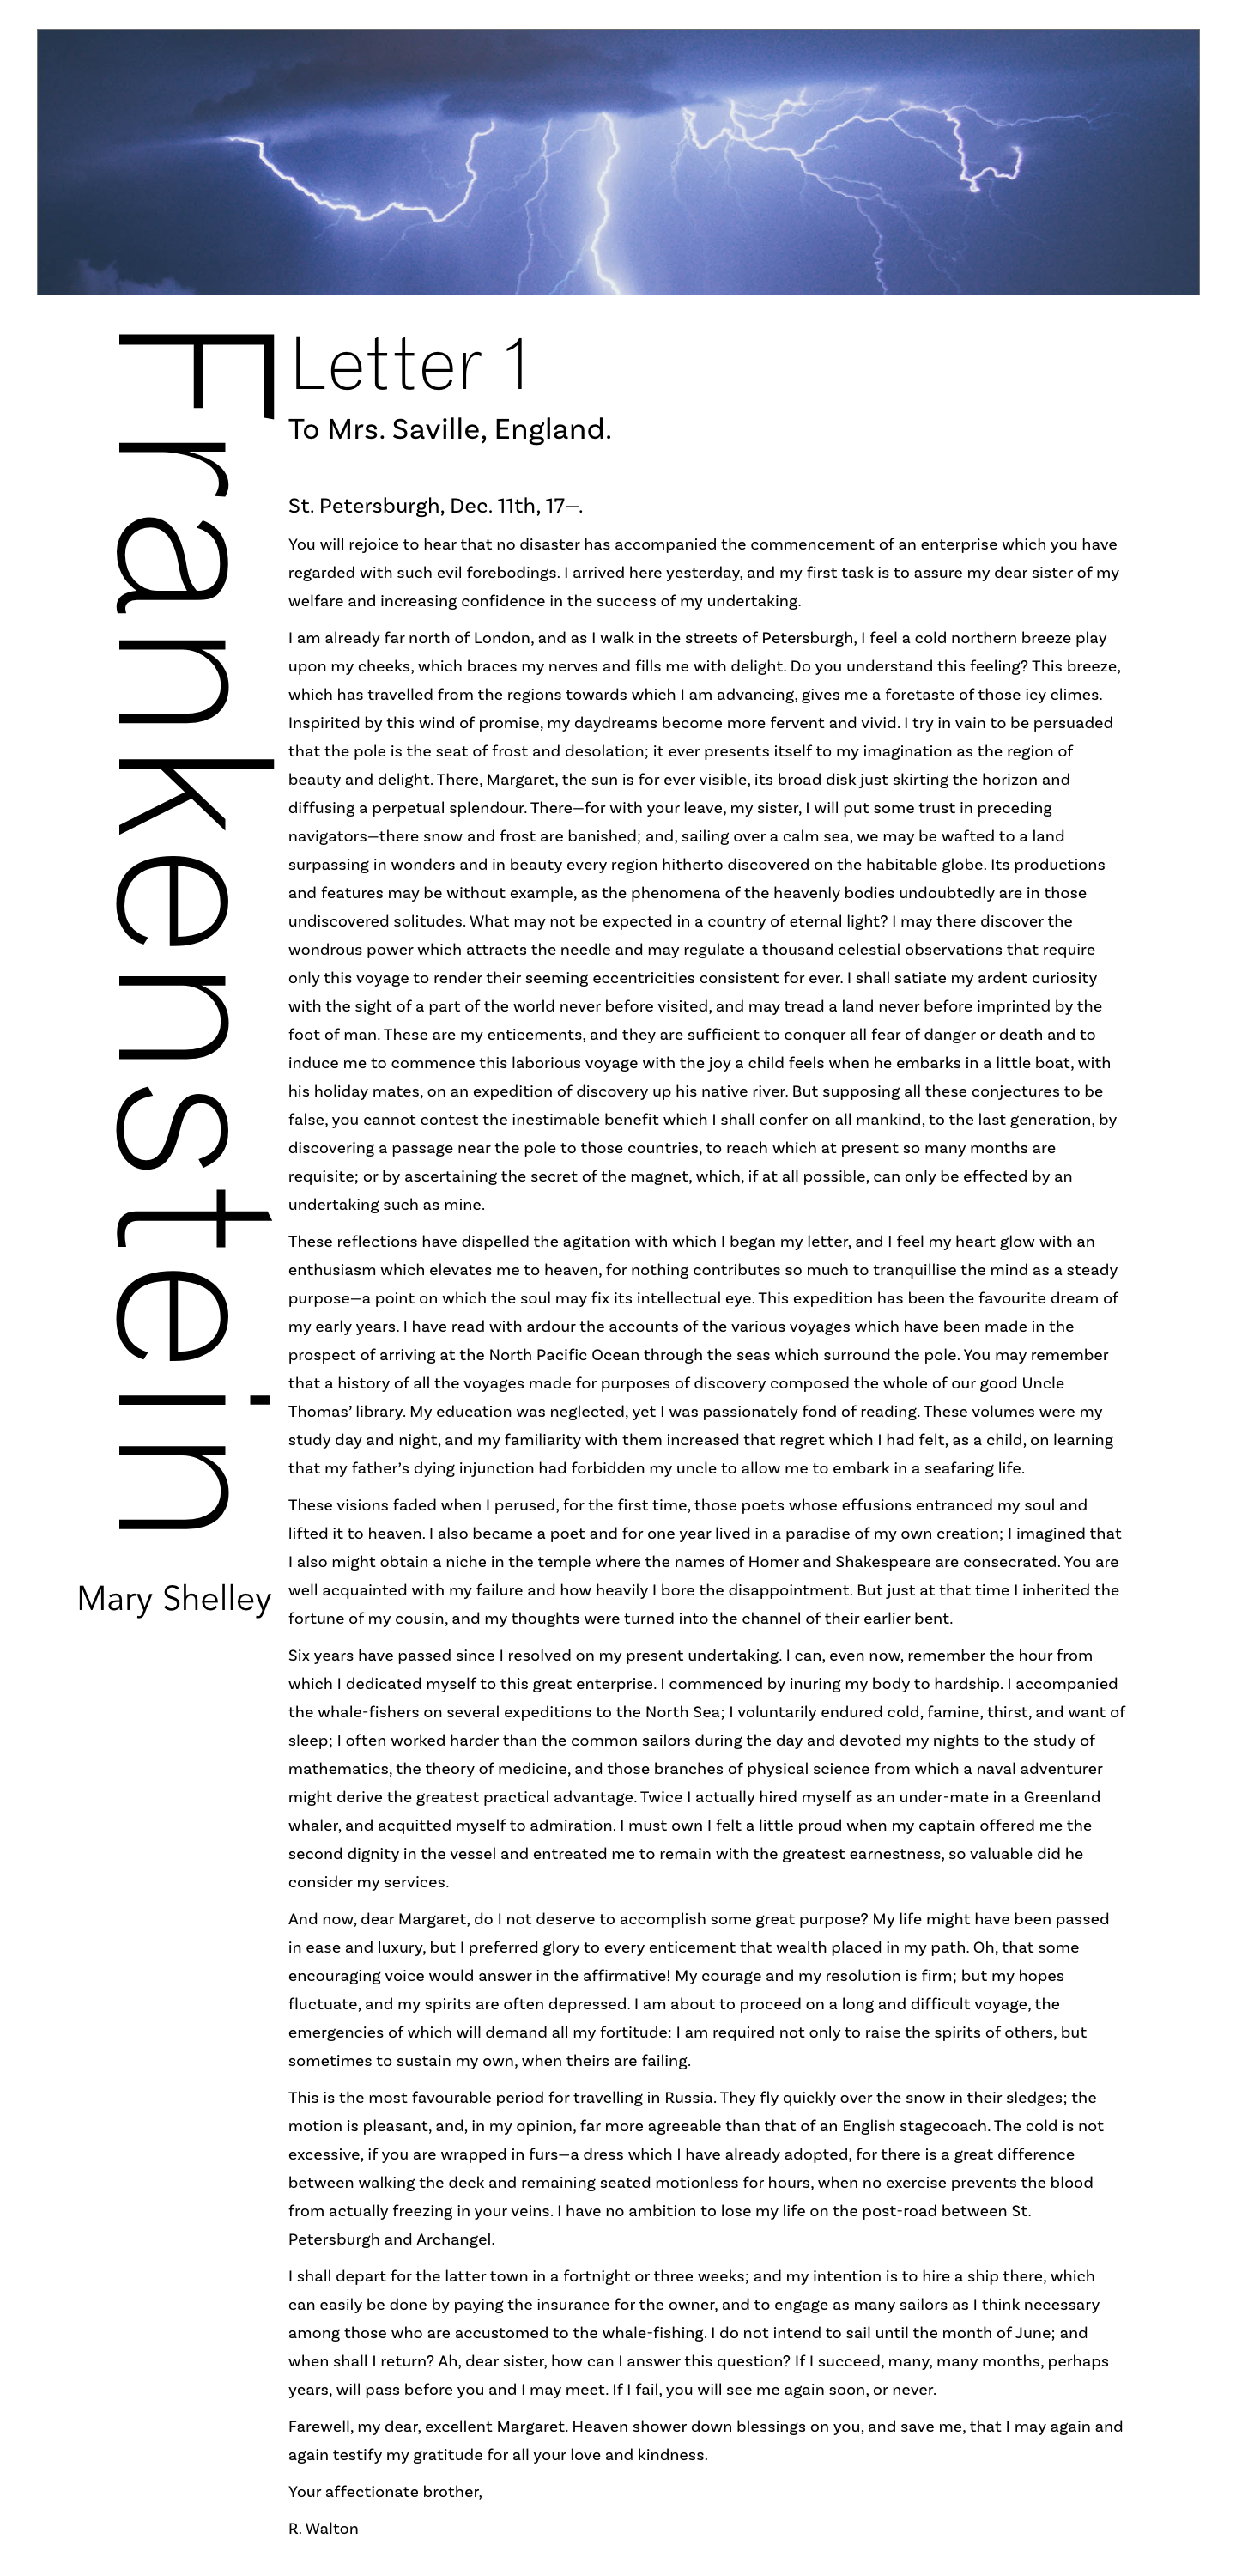 Frankenstein
Mary Shelley
Letter 1
To Mrs. Saville, England.
St. Petersburgh, Dec. 11th, 17—.
You will rejoice to hear that no disaster has accompanied the commencement of an enterprise which you have
regarded with such evil forebodings. I arrived here yesterday, and my first task is to assure my dear sister of my
welfare and increasing confidence in the success of my undertaking.
I am already far north of London, and as I walk in the streets of Petersburgh, I feel a cold northern breeze play
upon my cheeks, which braces my nerves and fills me with delight. Do you understand this feeling? This breeze,
which has travelled from the regions towards which I am advancing, gives me a foretaste of those icy climes.
Inspirited by this wind of promise, my daydreams become more fervent and vivid. I try in vain to be persuaded
that the pole is the seat of frost and desolation; it ever presents itself to my imagination as the region of
beauty and delight. There, Margaret, the sun is for ever visible, its broad disk just skirting the horizon and
diffusing a perpetual splendour. There—for with your leave, my sister, I will put some trust in preceding
navigators—there snow and frost are banished; and, sailing over a calm sea, we may be wafted to a land
surpassing in wonders and in beauty every region hitherto discovered on the habitable globe. Its productions
and features may be without example, as the phenomena of the heavenly bodies undoubtedly are in those
undiscovered solitudes. What may not be expected in a country of eternal light? I may there discover the
wondrous power which attracts the needle and may regulate a thousand celestial observations that require
only this voyage to render their seeming eccentricities consistent for ever. I shall satiate my ardent curiosity
with the sight of a part of the world never before visited, and may tread a land never before imprinted by the
foot of man. These are my enticements, and they are sufficient to conquer all fear of danger or death and to
induce me to commence this laborious voyage with the joy a child feels when he embarks in a little boat, with
his holiday mates, on an expedition of discovery up his native river. But supposing all these conjectures to be
false, you cannot contest the inestimable benefit which I shall confer on all mankind, to the last generation, by
discovering a passage near the pole to those countries, to reach which at present so many months are
requisite; or by ascertaining the secret of the magnet, which, if at all possible, can only be effected by an
undertaking such as mine.
These reflections have dispelled the agitation with which I began my letter, and I feel my heart glow with an
enthusiasm which elevates me to heaven, for nothing contributes so much to tranquillise the mind as a steady
purpose—a point on which the soul may fix its intellectual eye. This expedition has been the favourite dream of
my early years. I have read with ardour the accounts of the various voyages which have been made in the
prospect of arriving at the North Pacific Ocean through the seas which surround the pole. You may remember
that a history of all the voyages made for purposes of discovery composed the whole of our good Uncle
Thomas’ library. My education was neglected, yet I was passionately fond of reading. These volumes were my
study day and night, and my familiarity with them increased that regret which I had felt, as a child, on learning
that my father’s dying injunction had forbidden my uncle to allow me to embark in a seafaring life.
These visions faded when I perused, for the first time, those poets whose effusions entranced my soul and
lifted it to heaven. I also became a poet and for one year lived in a paradise of my own creation; I imagined that
I also might obtain a niche in the temple where the names of Homer and Shakespeare are consecrated. You are
well acquainted with my failure and how heavily I bore the disappointment. But just at that time I inherited the
fortune of my cousin, and my thoughts were turned into the channel of their earlier bent.
Six years have passed since I resolved on my present undertaking. I can, even now, remember the hour from
which I dedicated myself to this great enterprise. I commenced by inuring my body to hardship. I accompanied
the whale-fishers on several expeditions to the North Sea; I voluntarily endured cold, famine, thirst, and want of
sleep; I often worked harder than the common sailors during the day and devoted my nights to the study of
mathematics, the theory of medicine, and those branches of physical science from which a naval adventurer
might derive the greatest practical advantage. Twice I actually hired myself as an under-mate in a Greenland
whaler, and acquitted myself to admiration. I must own I felt a little proud when my captain offered me the
second dignity in the vessel and entreated me to remain with the greatest earnestness, so valuable did he
consider my services.
And now, dear Margaret, do I not deserve to accomplish some great purpose? My life might have been passed
in ease and luxury, but I preferred glory to every enticement that wealth placed in my path. Oh, that some
encouraging voice would answer in the affirmative! My courage and my resolution is firm; but my hopes
fluctuate, and my spirits are often depressed. I am about to proceed on a long and difficult voyage, the
emergencies of which will demand all my fortitude: I am required not only to raise the spirits of others, but
sometimes to sustain my own, when theirs are failing.
This is the most favourable period for travelling in Russia. They fly quickly over the snow in their sledges; the
motion is pleasant, and, in my opinion, far more agreeable than that of an English stagecoach. The cold is not
excessive, if you are wrapped in furs—a dress which I have already adopted, for there is a great difference
between walking the deck and remaining seated motionless for hours, when no exercise prevents the blood
from actually freezing in your veins. I have no ambition to lose my life on the post-road between St.
Petersburgh and Archangel.
I shall depart for the latter town in a fortnight or three weeks; and my intention is to hire a ship there, which
can easily be done by paying the insurance for the owner, and to engage as many sailors as I think necessary
among those who are accustomed to the whale-fishing. I do not intend to sail until the month of June; and
when shall I return? Ah, dear sister, how can I answer this question? If I succeed, many, many months, perhaps
years, will pass before you and I may meet. If I fail, you will see me again soon, or never.
Farewell, my dear, excellent Margaret. Heaven shower down blessings on you, and save me, that I may again and
again testify my gratitude for all your love and kindness.
Your affectionate brother,
R. Walton